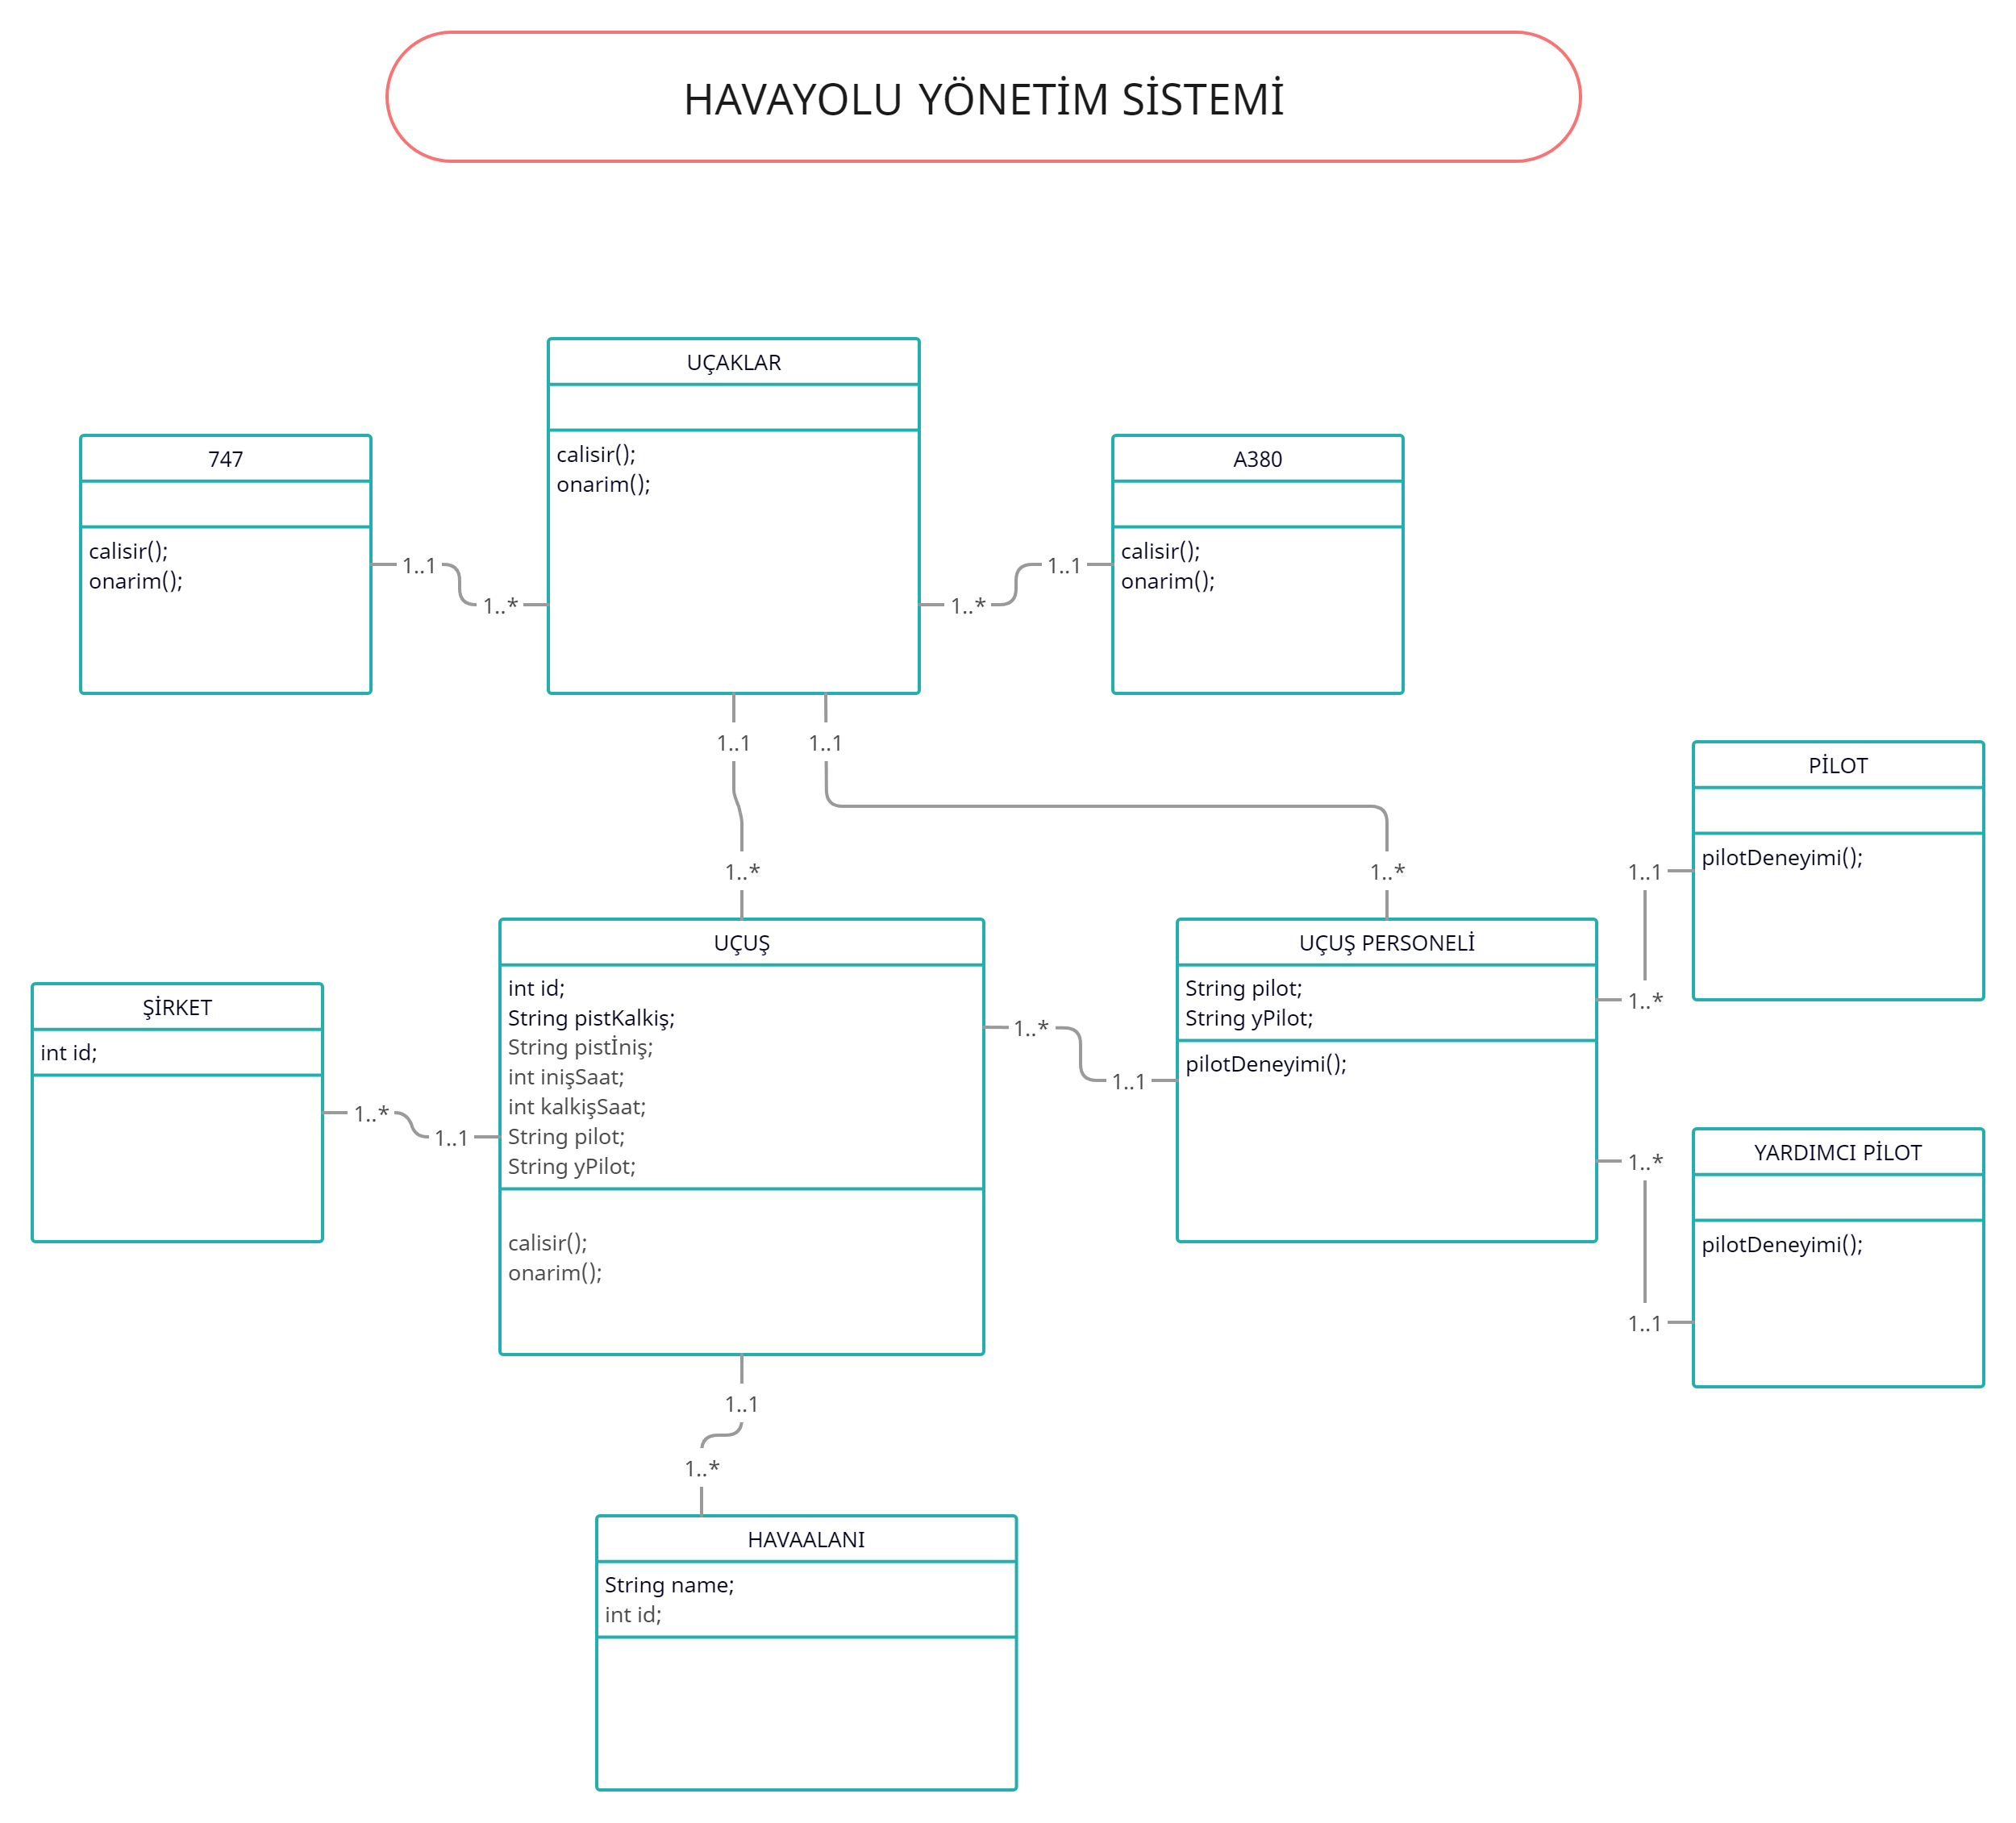 HAVAYOLU YÖNETİM SİSTEMİ
UÇAKLAR
calisir();
onarim();
747
calisir();
onarim();
A380
calisir();
onarim();
1..1
1..*
1..*
1..1
1..1
1..1
1..*
1..*
PİLOT
pilotDeneyimi();
1..1
1..*
UÇUŞ
int id;
String pistKalkiş;
String pistİniş;
int inişSaat;
int kalkişSaat;
String pilot;
String yPilot;
calisir();
onarim();
UÇUŞ PERSONELİ
String pilot;
String yPilot;
pilotDeneyimi();
ŞİRKET
int id;
1..*
1..1
1..*
1..1
1..*
1..1
YARDIMCI PİLOT
pilotDeneyimi();
1..1
1..*
HAVAALANI
String name;
int id;